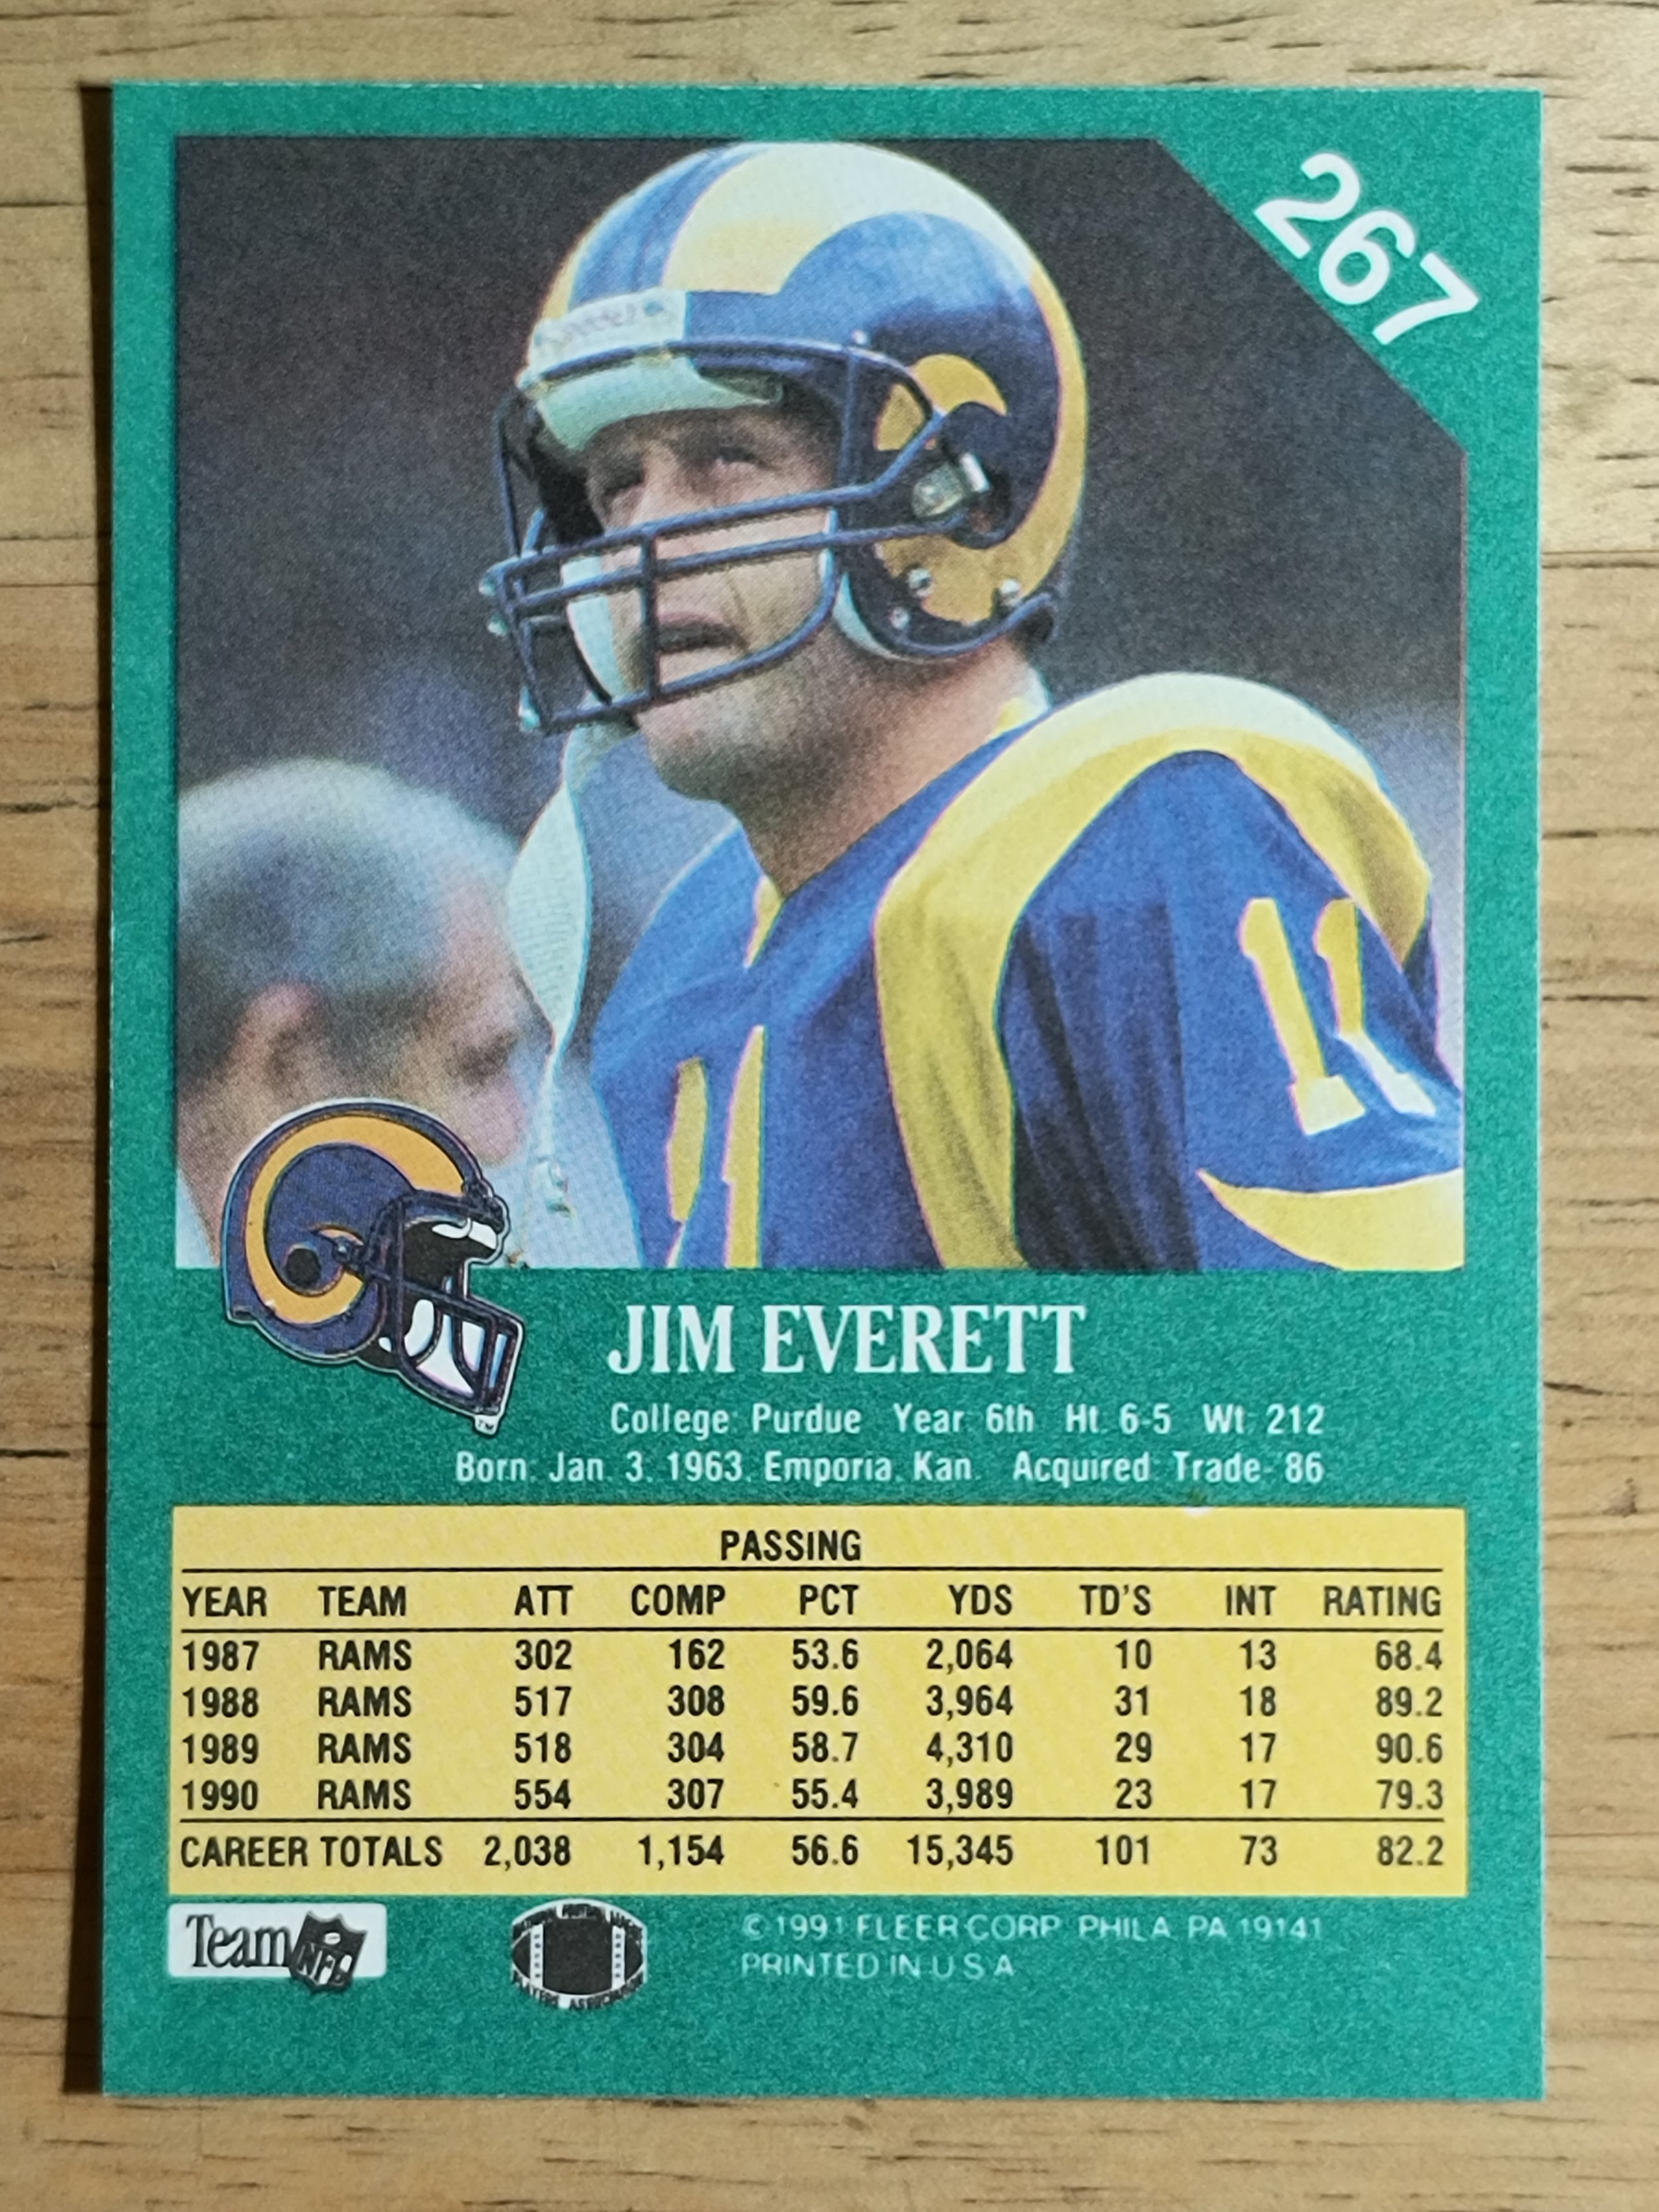 267
11
11
JIM EVERETT
College: Purdue Year: 6th Ht. 6-5 Wt. 212
Born: Jan. 3, 1963, Emporia, Kan. Acquired: Trade-'86
PASSING
YEAR TEAM ATT COMP PCT YDS TD'S INT RATING
1987 RAMS 302 162 53.6 2,064 10 13 68.4
1988 RAMS 517 308 59.6 3,964 31 18 89.2
1989 RAMS 518 304 58.7 4,310 29 17 90.6
1990 RAMS 554 307 55.4 3,989 23 17 79.3
CAREER TOTALS 2,038 1,154 56.6 15,345 101 73 82.2
Team NFL
PLAYERS ASSOCIATION
© 1991 FLEER CORP. PHILA. PA 19141
PRINTED IN U.S.A.